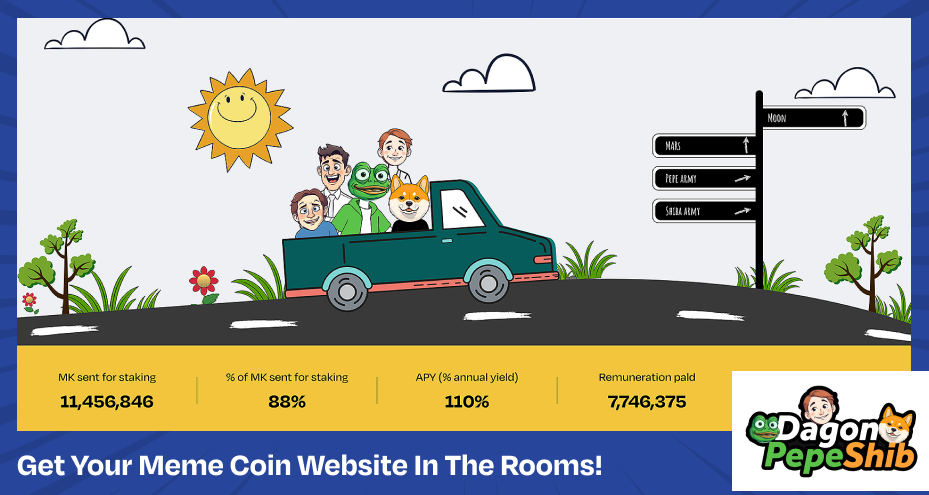 Moon
Mars
Pepe army
Shiba army
MK sent for staking
11,456,846
% of MK sent for staking
88%
APY (% annual yield)
110%
Remuneration paid
7,746,375
Get Your Meme Coin Website In The Rooms!
Dagon
PepeShib